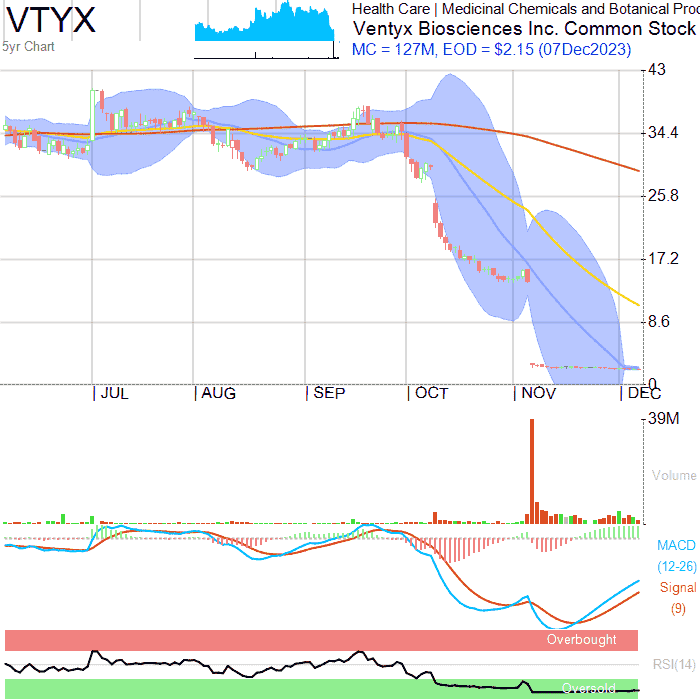 VTYX
5yr Chart
Health Care | Medicinal Chemicals and Botanical Prod
Ventyx Biosciences Inc. Common Stock
MC = 127M, EOD = $2.15 (07Dec2023)
43
34.4
25.8
17.2
8.6
0
JUL AUG SEP OCT NOV DEC
39M
Volume
MACD
(12-26)
Signal
(9)
Overbought
RSI(14)
Oversold